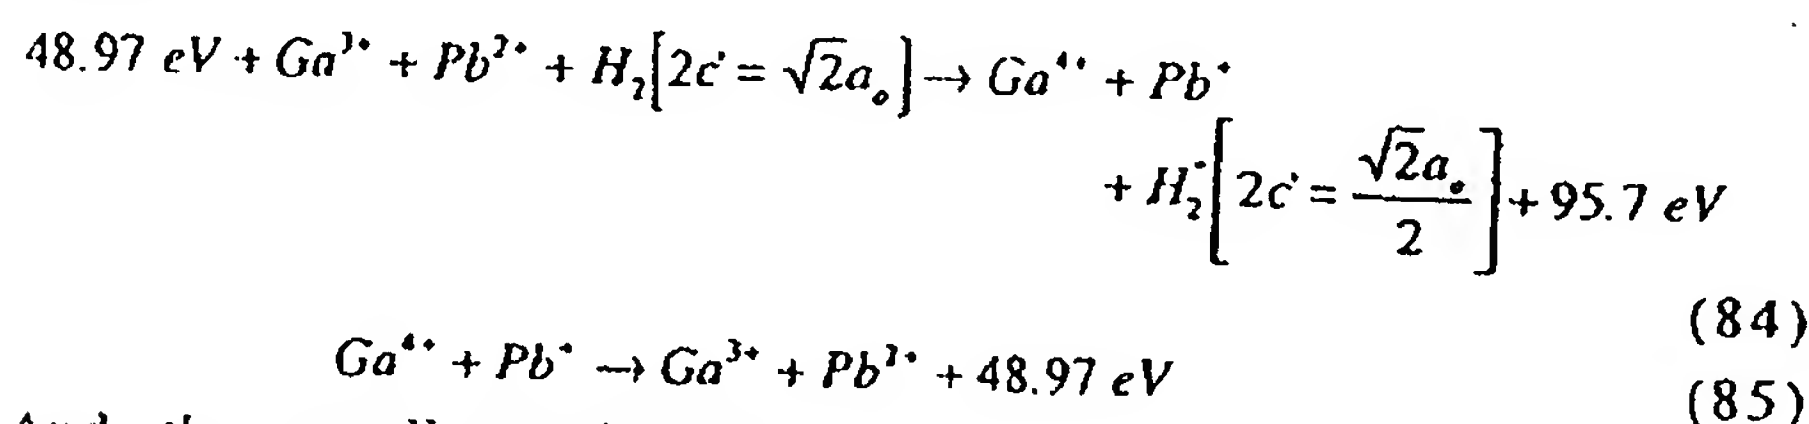 48.97 eV + Ga³⁺ + Pb²⁺ + H₂[2c' = √2a₀] → Ga⁴⁺ + Pb⁺
+ H₂*[2c' = √2a₀/2] + 95.7 eV
(84)
Ga⁴⁺ + Pb⁺ → Ga³⁺ + Pb²⁺ + 48.97 eV
(85)